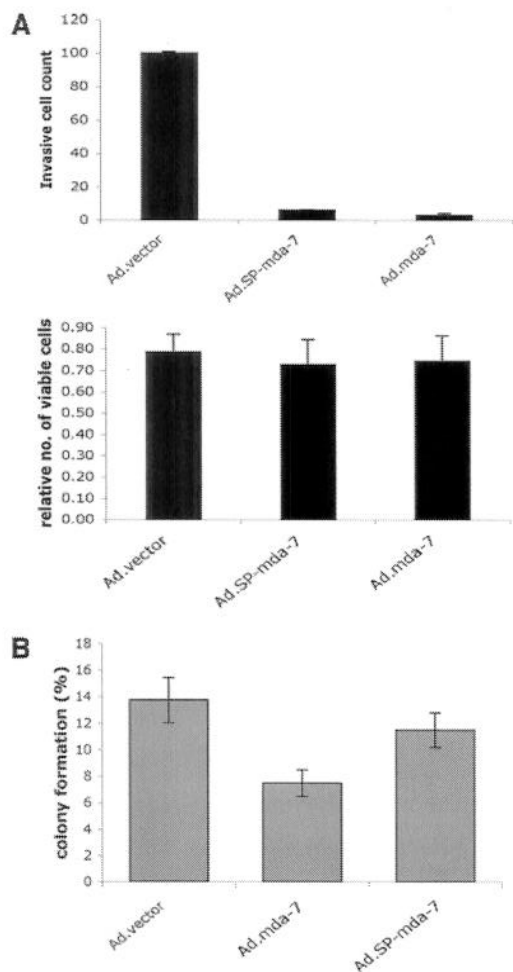 A
Invasive cell count
120
100
80
60
40
20
0
Ad.vector
Ad.SP-mda-7
Ad.mda-7
relative no. of viable cells
0.90
0.80
0.70
0.60
0.50
0.40
0.30
0.20
0.10
0.00
Ad.vector
Ad.SP-mda-7
Ad.mda-7
B
colony formation (%)
18
16
14
12
10
8
6
4
2
0
Ad.vector
Ad.mda-7
Ad.SP-mda-7